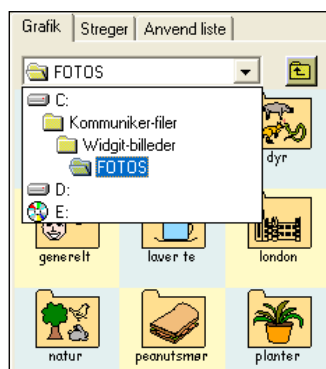 Grafik Streger Anvend liste
FOTOS
C:
Kommuniker-filer
Widgit-billeder
FOTOS
D:
E:
dyr
generelt laver te london
natur peanutsmør planter